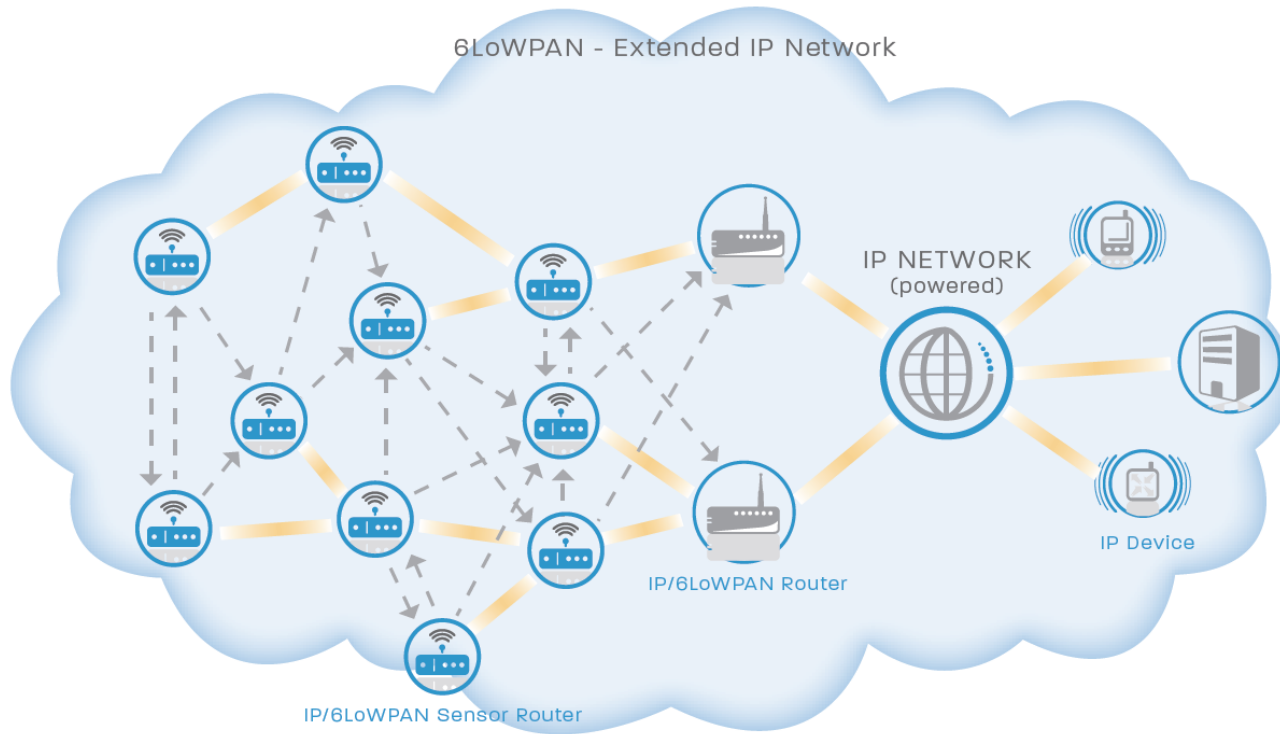 6LoWPAN - Extended IP Network
IP NETWORK
(powered)
IP Device
IP/6LoWPAN Router
IP/6LoWPAN Sensor Router